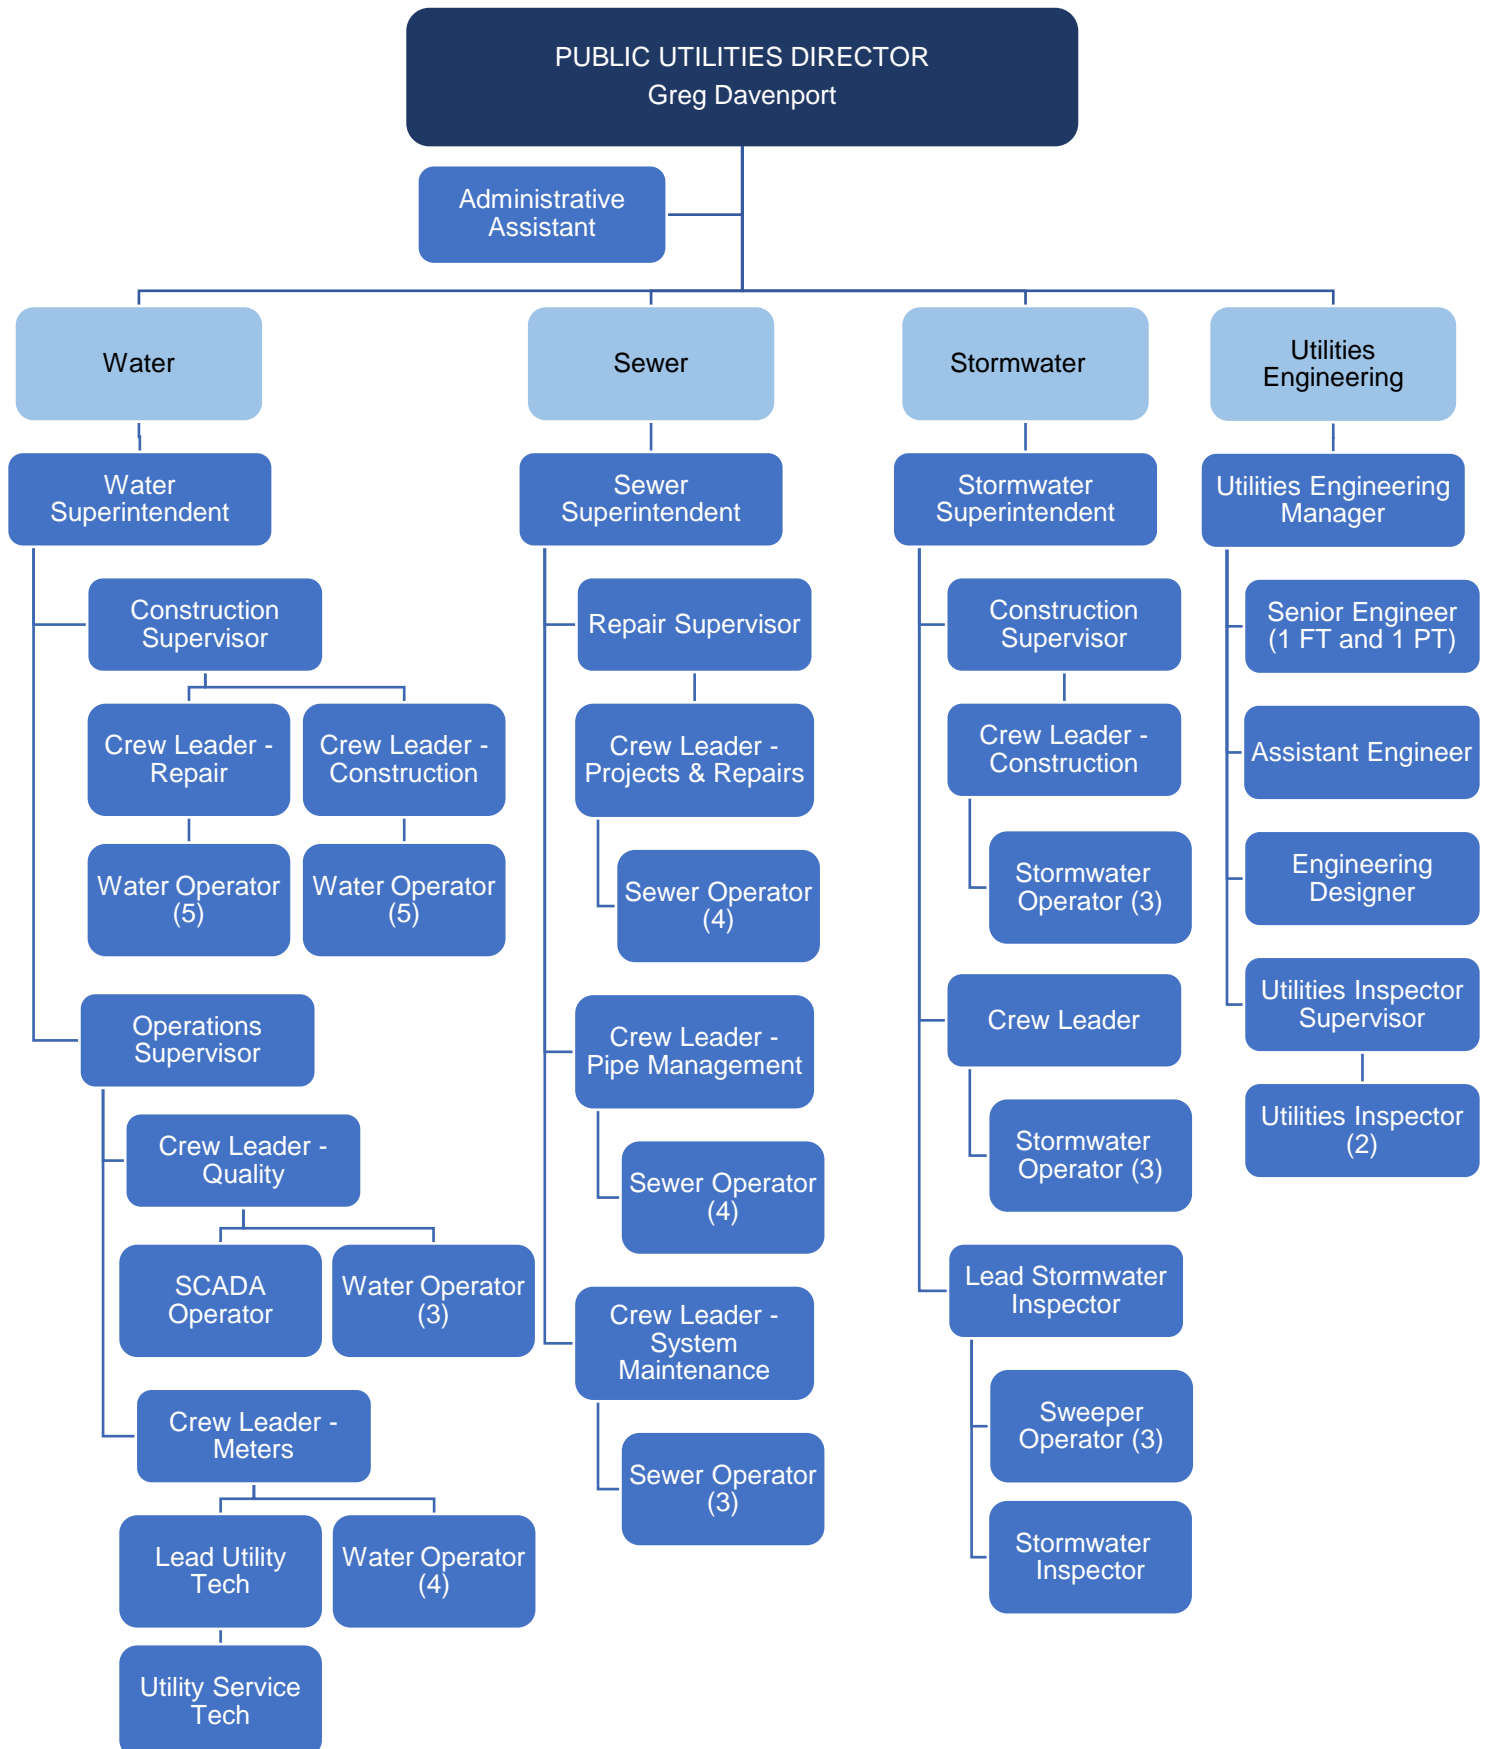 PUBLIC UTILITIES DIRECTOR
Greg Davenport
Administrative
Assistant
Water
Water
Superintendent
Construction
Supervisor
Crew Leader -
Repair
Water Operator
(5)
Crew Leader -
Construction
Water Operator
(5)
Operations
Supervisor
Crew Leader -
Quality
SCADA
Operator
Water Operator
(3)
Crew Leader -
Meters
Lead Utility
Tech
Utility Service
Tech
Water Operator
(4)
Sewer
Sewer
Superintendent
Repair Supervisor
Crew Leader -
Projects & Repairs
Sewer Operator
(4)
Crew Leader -
Pipe Management
Sewer Operator
(4)
Crew Leader -
System
Maintenance
Sewer Operator
(3)
Stormwater
Stormwater
Superintendent
Construction
Supervisor
Crew Leader -
Construction
Stormwater
Operator (3)
Crew Leader
Stormwater
Operator (3)
Lead Stormwater
Inspector
Sweeper
Operator (3)
Stormwater
Inspector
Utilities
Engineering
Utilities Engineering
Manager
Senior Engineer
(1 FT and 1 PT)
Assistant Engineer
Engineering
Designer
Utilities Inspector
Supervisor
Utilities Inspector
(2)